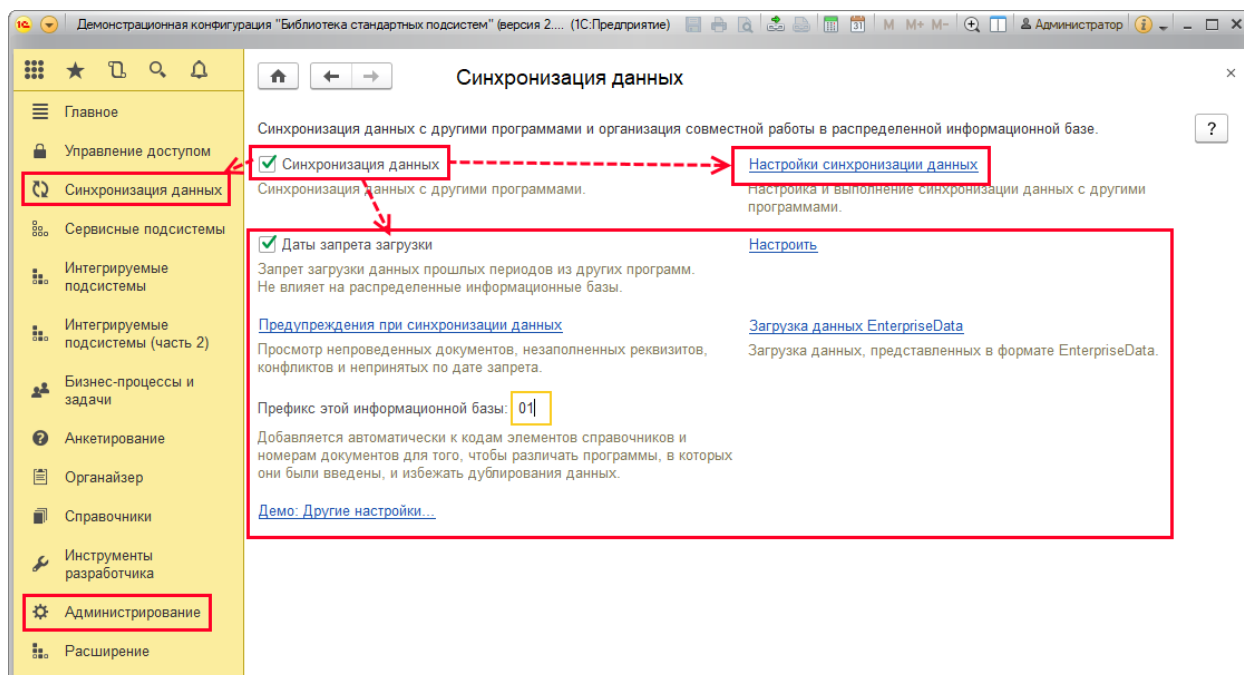 1С Демонстрационная конфигурация "Библиотека стандартных подсистем" (версия 2.... (1С:Предприятие) 31 M M+ M- Администратор
Синхронизация данных
Главное
Управление доступом
Синхронизация данных
Сервисные подсистемы
Интегрируемые
подсистемы
Интегрируемые
подсистемы (часть 2)
Бизнес-процессы и
задачи
Анкетирование
Органайзер
Справочники
Инструменты
разработчика
Администрирование
Расширение
Синхронизация данных с другими программами и организация совместной работы в распределенной информационной базе.
?
Синхронизация данных
Настройки синхронизации данных
Синхронизация данных с другими программами.
Настройка и выполнение синхронизации данных с другими
программами.
Даты запрета загрузки
Настроить
Запрет загрузки данных прошлых периодов из других программ.
Не влияет на распределенные информационные базы.
Предупреждения при синхронизации данных
Загрузка данных EnterpriseData
Просмотр непроведенных документов, незаполненных реквизитов,
конфликтов и непринятых по дате запрета.
Загрузка данных, представленных в формате EnterpriseData.
Префикс этой информационной базы: 01
Добавляется автоматически к кодам элементов справочников и
номерам документов для того, чтобы различать программы, в которых
они были введены, и избежать дублирования данных.
Демо: Другие настройки...